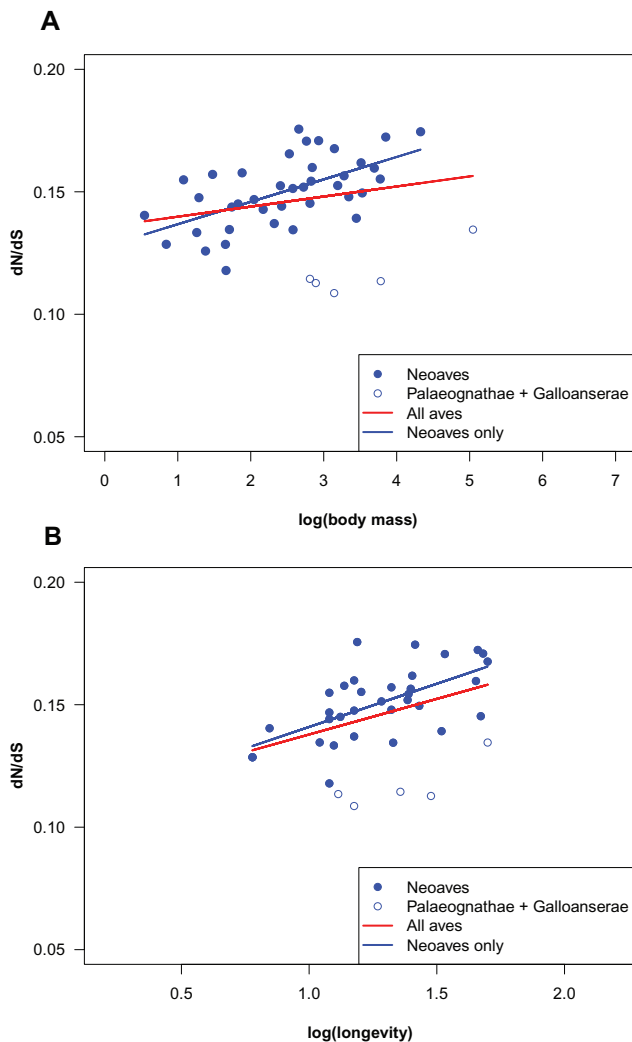 A
0.20
0.15
0.10
0.05
dN/dS
0 1 2 3 4 5 6 7
log(body mass)
Neoaves
Palaeognathae + Galloanserae
All aves
Neoaves only
B
0.20
0.15
0.10
0.05
dN/dS
0.5 1.0 1.5 2.0
log(longevity)
Neoaves
Palaeognathae + Galloanserae
All aves
Neoaves only